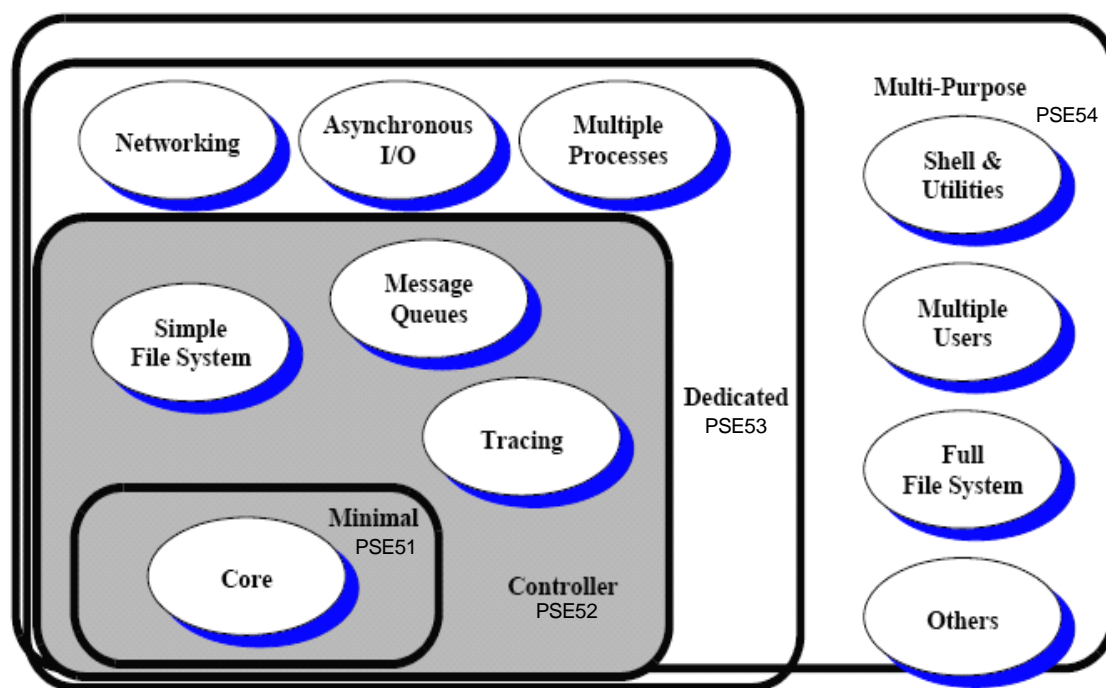 Networking
Asynchronous
I/O
Multiple
Processes
Multi-Purpose
PSE54
Shell &
Utilities
Message
Queues
Simple
File System
Multiple
Users
Dedicated
PSE53
Tracing
Full
File System
Minimal
PSE51
Core
Controller
PSE52
Others